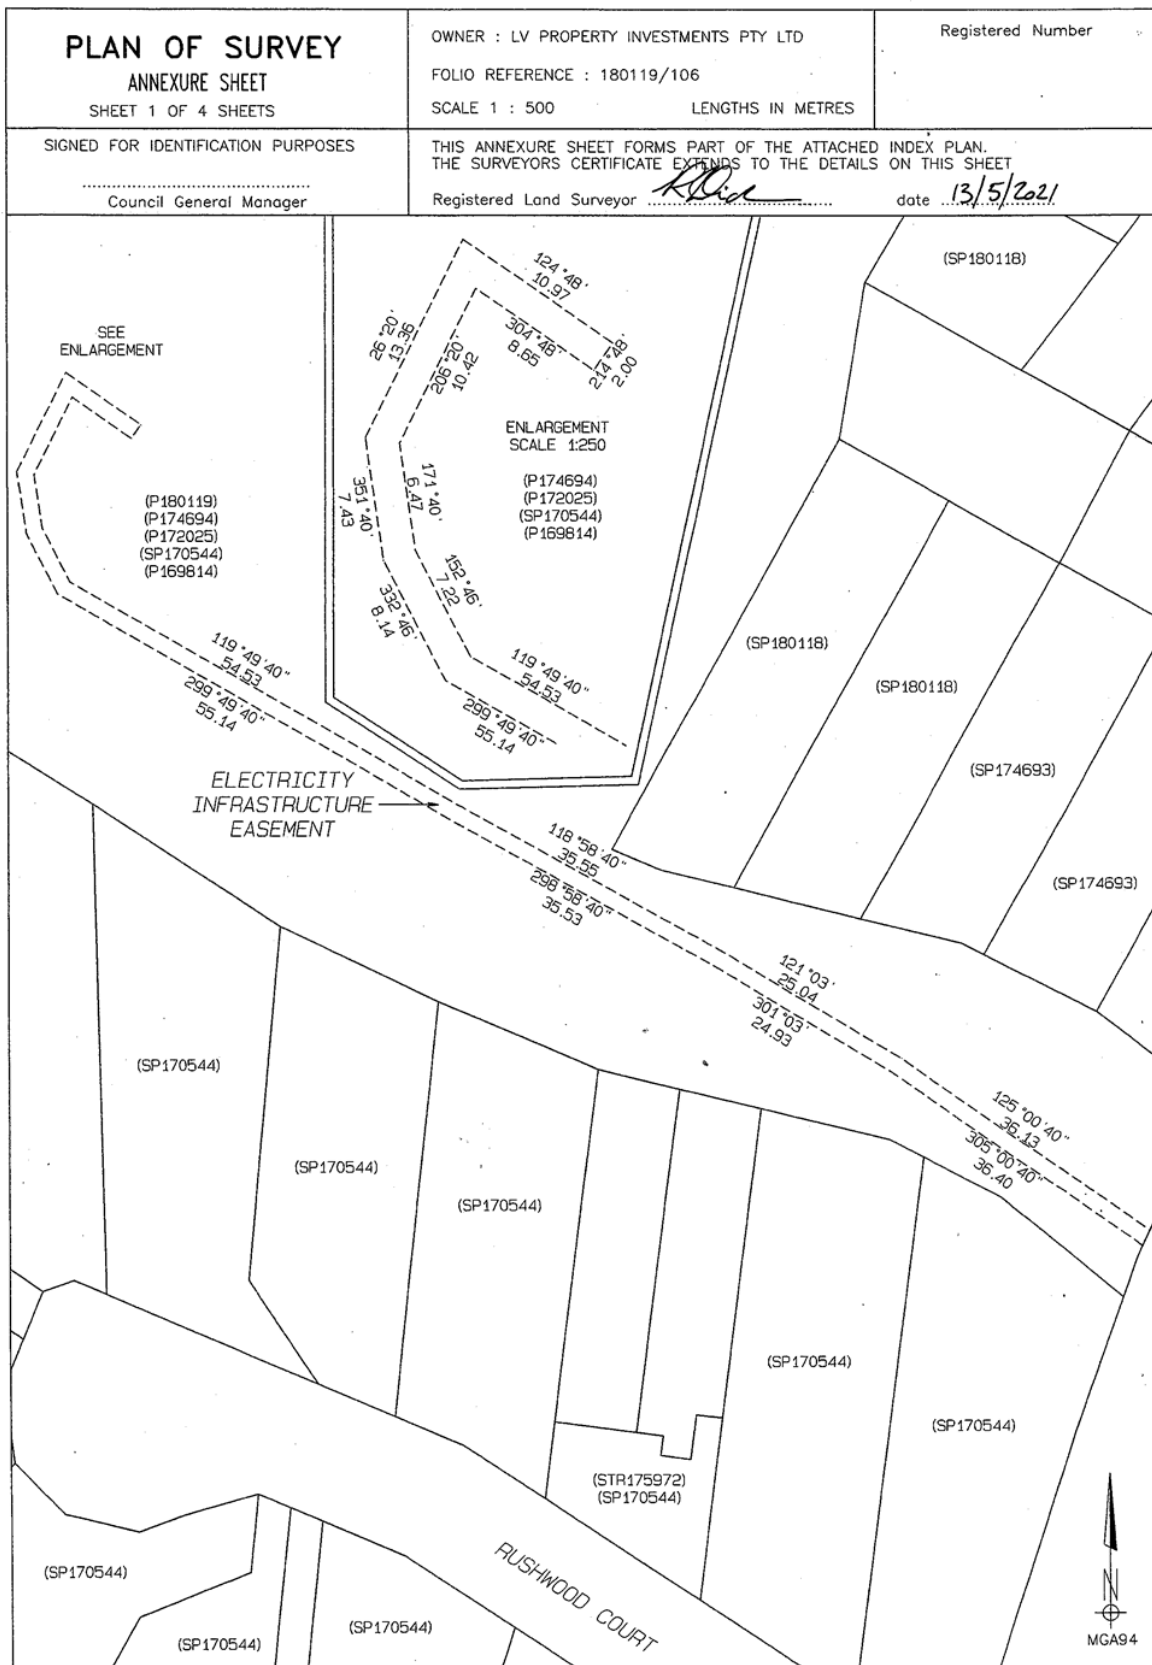 PLAN OF SURVEY
ANNEXURE SHEET
SHEET 1 OF 4 SHEETS
OWNER : LV PROPERTY INVESTMENTS PTY LTD
FOLIO REFERENCE : 180119/106
SCALE 1 : 500 LENGTHS IN METRES
Registered Number
SIGNED FOR IDENTIFICATION PURPOSES
Council General Manager
THIS ANNEXURE SHEET FORMS PART OF THE ATTACHED INDEX PLAN.
THE SURVEYORS CERTIFICATE EXTENDS TO THE DETAILS ON THIS SHEET
Registered Land Surveyor
date 13/5/2021
(SP180118)
124°48'
10.97
SEE
ENLARGEMENT
26°20'
13.36
304°48'
8.65
214°48'
2.00
206°20'
10.42
ENLARGEMENT
SCALE 1:250
(P174694)
(P172025)
(SP170544)
(P169814)
(P180119)
(P174694)
(P172025)
(SP170544)
(P169814)
351°40'
7.43
171°40'
6.47
152°46'
7.22
332°46'
8.14
119°49'40"
54.53
299°49'40"
55.14
119°49'40"
54.53
299°49'40"
55.14
(SP180118)
(SP180118)
(SP174693)
(SP174693)
ELECTRICITY
INFRASTRUCTURE
EASEMENT
118°58'40"
35.55
298°58'40"
35.53
121°03'
25.04
301°03'
24.93
125°00'40"
36.13
305°00'40"
36.40
(SP170544)
(SP170544)
(SP170544)
(SP170544)
(SP170544)
(STR175972)
(SP170544)
RUSHWOOD COURT
(SP170544)
(SP170544)
(SP170544)
N
MGA94